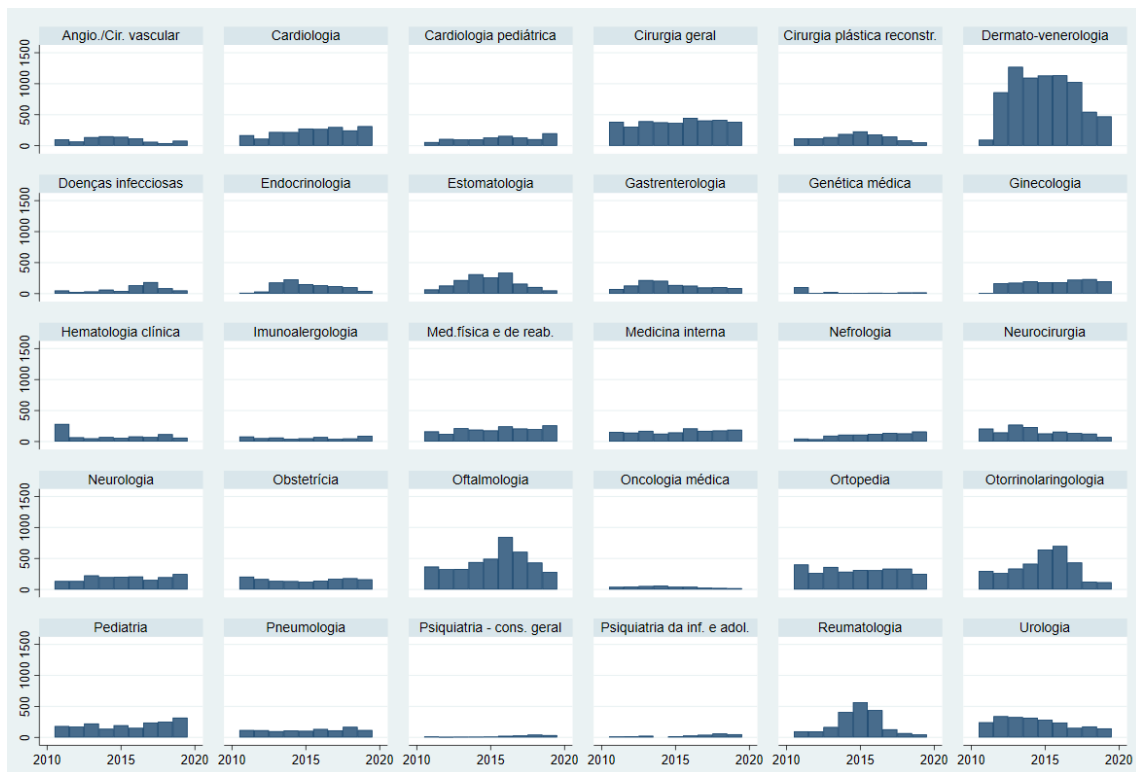 Angio./Cir. vascular
Cardiologia
Cardiologia pediátrica
Cirurgia geral
Cirurgia plástica reconstr.
Dermato-venerologia
0 500 1000 1500
Doenças infecciosas
Endocrinologia
Estomatologia
Gastrenterologia
Genética médica
Ginecologia
0 500 1000 1500
Hematologia clínica
Imunoalergologia
Med.física e de reab.
Medicina interna
Nefrologia
Neurocirurgia
0 500 1000 1500
Neurologia
Obstetrícia
Oftalmologia
Oncologia médica
Ortopedia
Otorrinolaringologia
0 500 1000 1500
Pediatria
Pneumologia
Psiquiatria - cons. geral
Psiquiatria da inf. e adol.
Reumatologia
Urologia
0 500 1000 1500
2010 2015 2020
2010 2015 2020
2010 2015 2020
2010 2015 2020
2010 2015 2020
2010 2015 2020